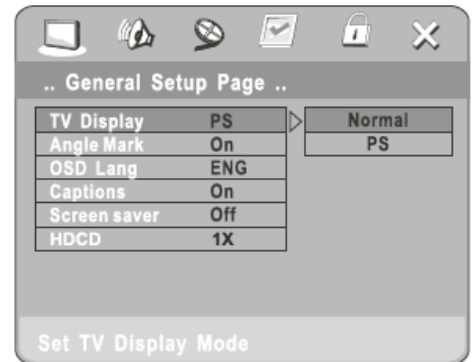 .. General Setup Page ..
TV Display PS Normal
Angle Mark On PS
OSD Lang ENG
Captions On
Screen saver Off
HDCD 1X
Set TV Display Mode